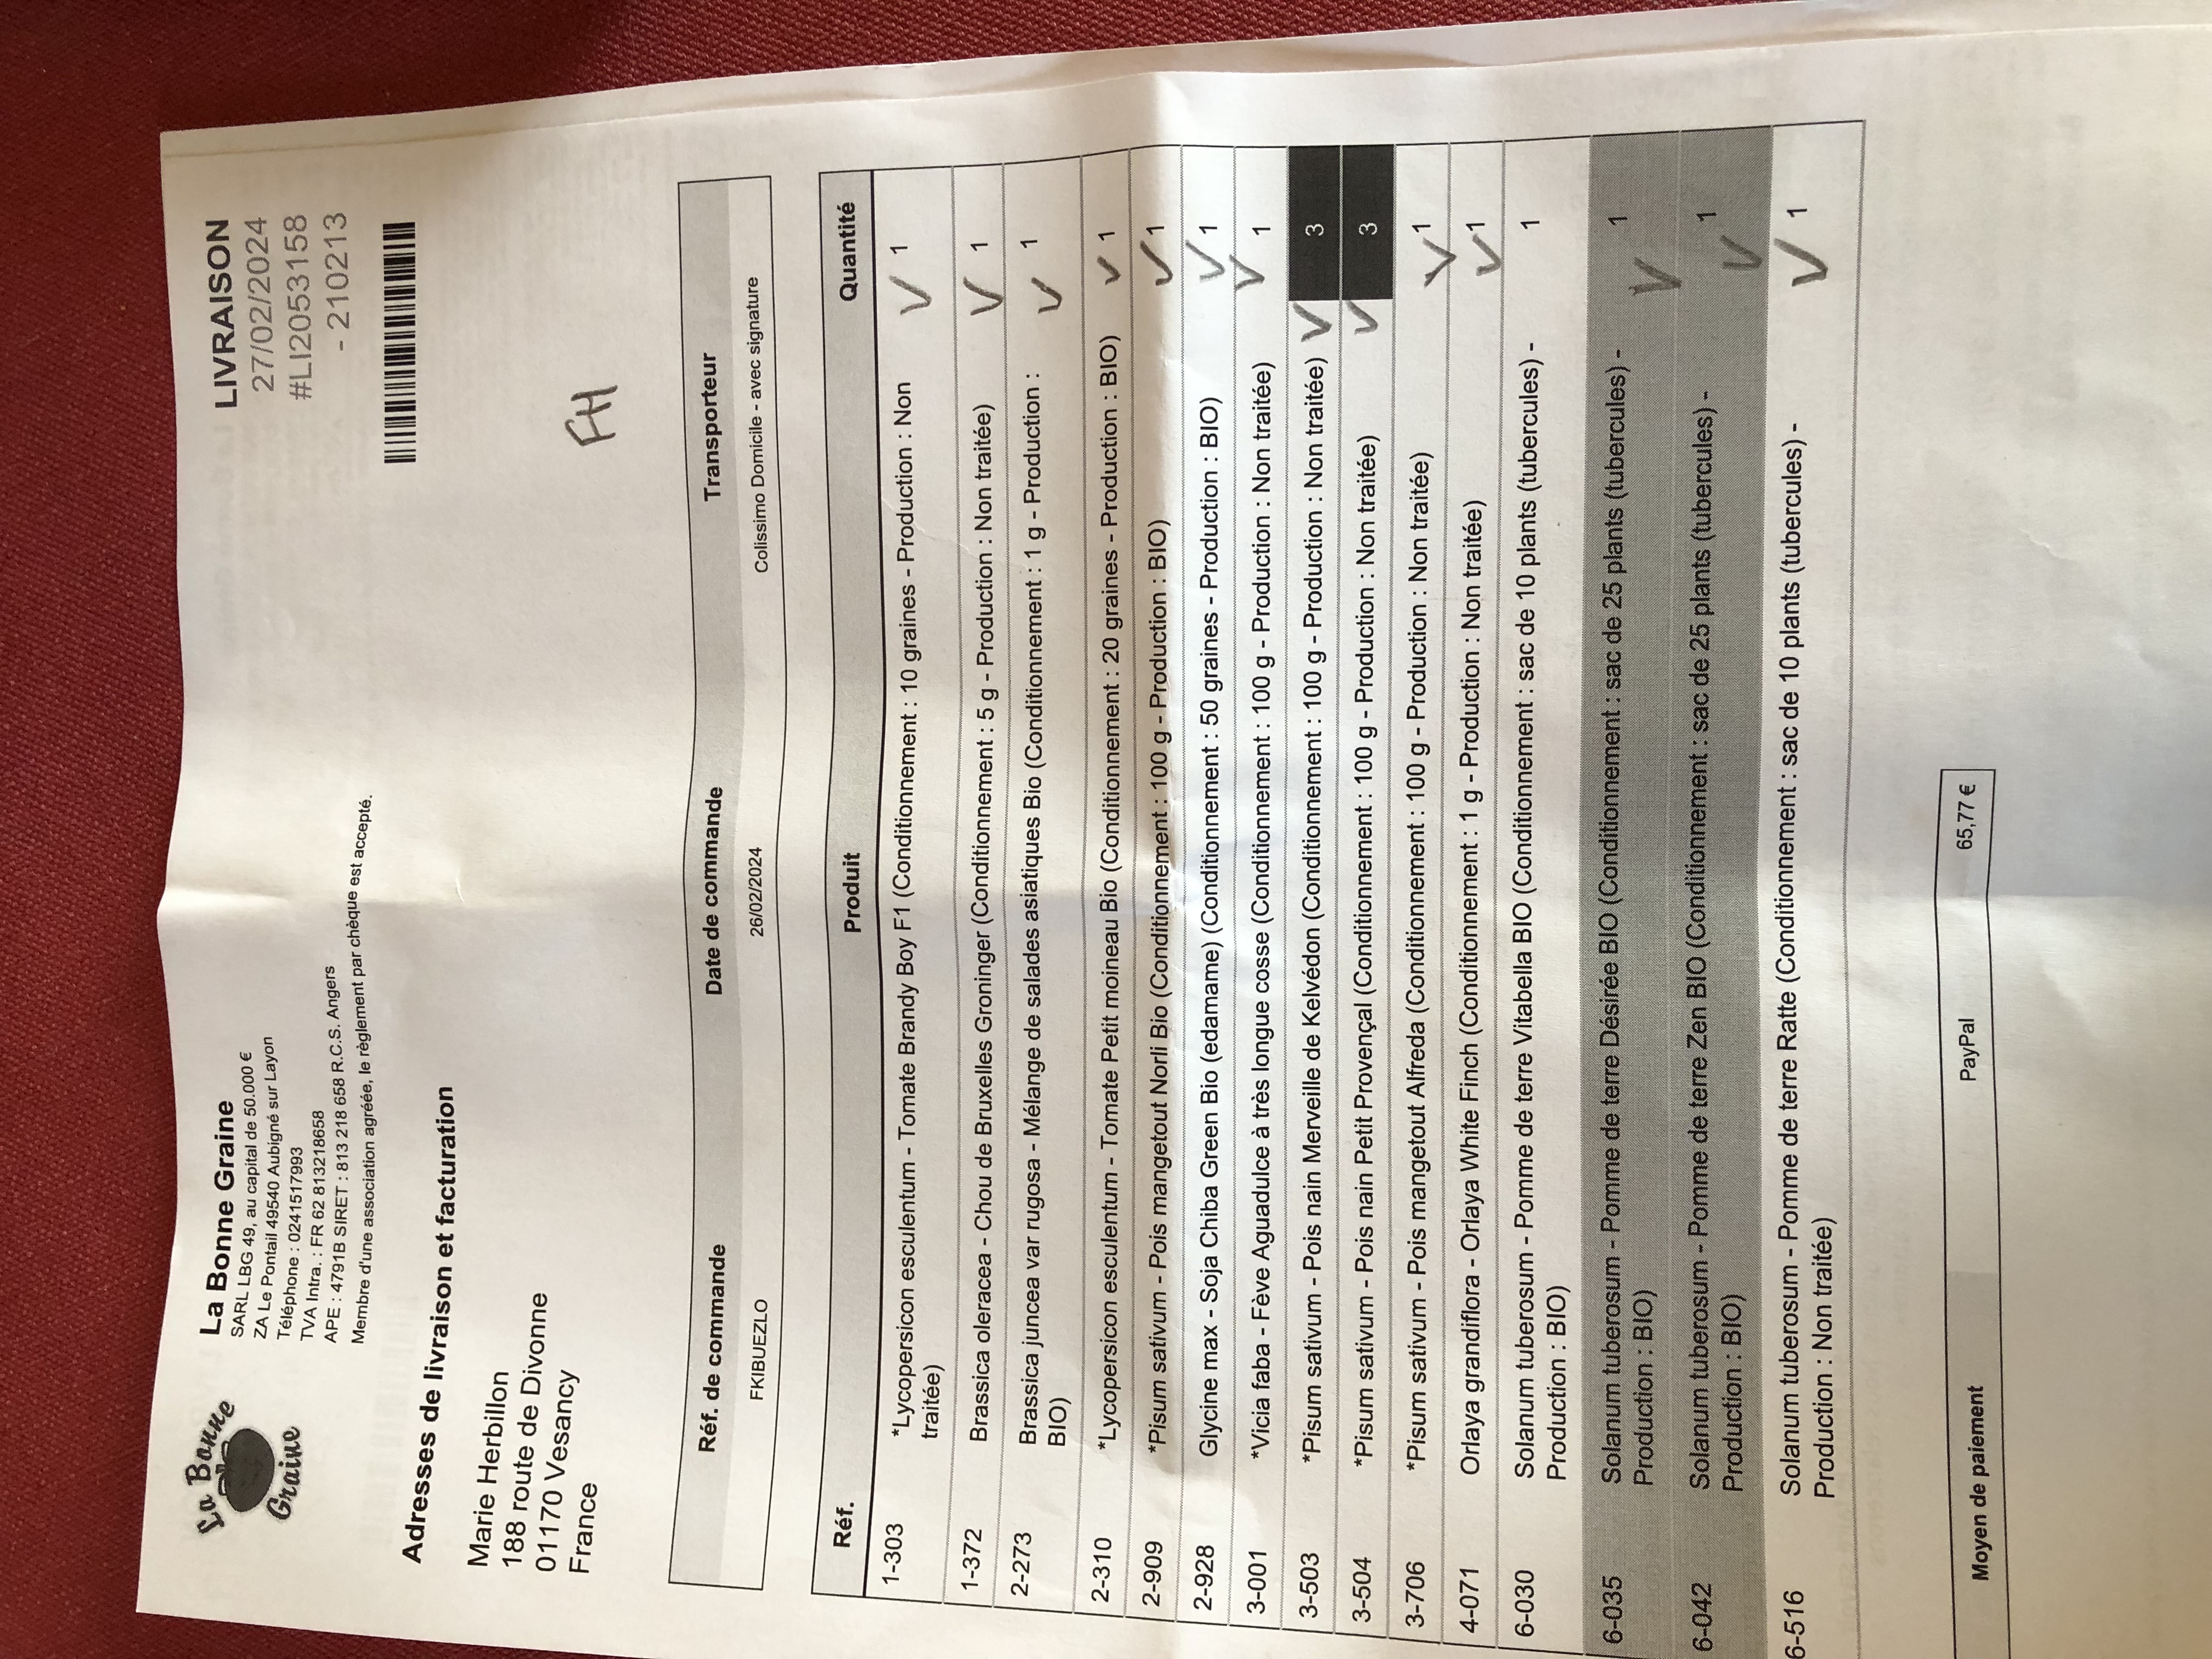 La Bonne
Graine
La Bonne Graine
SARL LBG 49, au capital de 50.000 €
ZA Le Pontail 49540 Aubigné sur Layon
Téléphone : 0241517993
TVA Intra. : FR 62 813218658
APE : 4791B SIRET : 813 218 658 R.C.S. Angers
Membre d'une association agréée, le règlement par chèque est accepté.
LIVRAISON
27/02/2024
#LI2053158
- 210213
Adresses de livraison et facturation
Marie Herbillon
188 route de Divonne
01170 Vesancy
France
FH
Réf. de commande Date de commande Transporteur
FKIBUEZLO 26/02/2024 Colissimo Domicile - avec signature
Réf. Produit Quantité
1-303 *Lycopersicon esculentum - Tomate Brandy Boy F1 (Conditionnement : 10 graines - Production : Non 1
traitée)
1-372 Brassica oleracea - Chou de Bruxelles Groninger (Conditionnement : 5 g - Production : Non traitée) 1
2-273 Brassica juncea var rugosa - Mélange de salades asiatiques Bio (Conditionnement : 1 g - Production : 1
BIO)
2-310 *Lycopersicon esculentum - Tomate Petit moineau Bio (Conditionnement : 20 graines - Production : BIO) 1
2-909 *Pisum sativum - Pois mangetout Norli Bio (Conditionnement : 100 g - Production : BIO) 1
2-928 Glycine max - Soja Chiba Green Bio (edamame) (Conditionnement : 50 graines - Production : BIO) 1
3-001 *Vicia faba - Fève Aguadulce à très longue cosse (Conditionnement : 100 g - Production : Non traitée) 1
3-503 *Pisum sativum - Pois nain Merveille de Kelvédon (Conditionnement : 100 g - Production : Non traitée) 3
3-504 *Pisum sativum - Pois nain Petit Provençal (Conditionnement : 100 g - Production : Non traitée) 3
3-706 *Pisum sativum - Pois mangetout Alfreda (Conditionnement : 100 g - Production : Non traitée) 1
4-071 Orlaya grandiflora - Orlaya White Finch (Conditionnement : 1 g - Production : Non traitée) 1
6-030 Solanum tuberosum - Pomme de terre Vitabella BIO (Conditionnement : sac de 10 plants (tubercules) - 1
Production : BIO)
6-035 Solanum tuberosum - Pomme de terre Désirée BIO (Conditionnement : sac de 25 plants (tubercules) - 1
Production : BIO)
6-042 Solanum tuberosum - Pomme de terre Zen BIO (Conditionnement : sac de 25 plants (tubercules) - 1
Production : BIO)
6-516 Solanum tuberosum - Pomme de terre Ratte (Conditionnement : sac de 10 plants (tubercules) - 1
Production : Non traitée)
Moyen de paiement PayPal 65,77 €